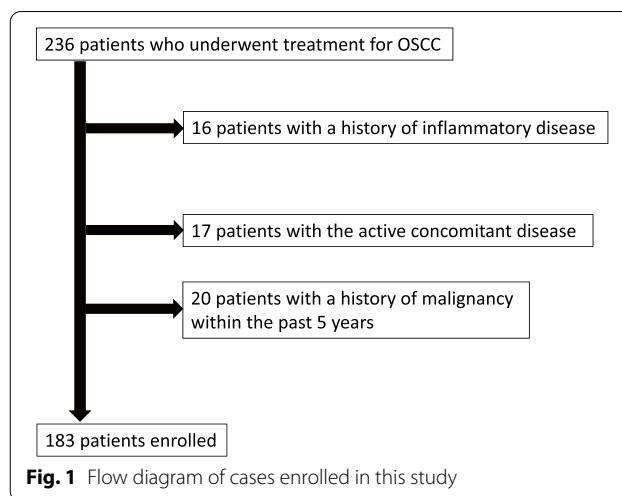 236 patients who underwent treatment for OSCC
16 patients with a history of inflammatory disease
17 patients with the active concomitant disease
20 patients with a history of malignancy
within the past 5 years
183 patients enrolled
Fig. 1 Flow diagram of cases enrolled in this study